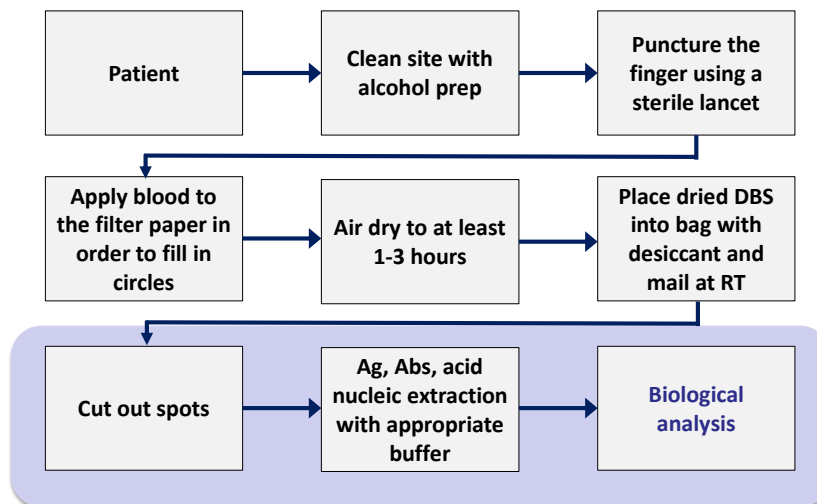 Patient
Clean site with
alcohol prep
Puncture the
finger using a
sterile lancet
Apply blood to
the filter paper in
order to fill in
circles
Air dry to at least
1-3 hours
Place dried DBS
into bag with
desiccant and
mail at RT
Cut out spots
Ag, Abs, acid
nucleic extraction
with appropriate
buffer
Biological
analysis